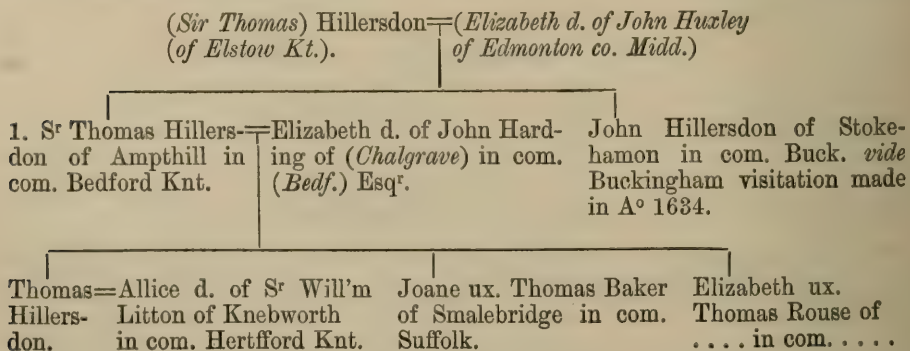 (Sir Thomas) Hillersdon=(Elizabeth d. of John Huxley
(of Elstow Kt.). of Edmonton co. Midd.)
1. Sr Thomas Hillers-
don of Ampthill in
com. Bedford Knt.
=Elizabeth d. of John Hard-
ing of (Chalgrave) in com.
(Bedf.) Esqr.
John Hillersdon of Stoke-
hamon in com. Buck. vide
Buckingham visitation made
in Ao 1634.
Thomas=
Hillers-
don.
Allice d. of Sr Will'm
Litton of Knebworth
in com. Hertfford Knt.
Joane ux. Thomas Baker
of Smalebridge in com.
Suffolk.
Elizabeth ux.
Thomas Rouse of
. . . . in com. . . . .